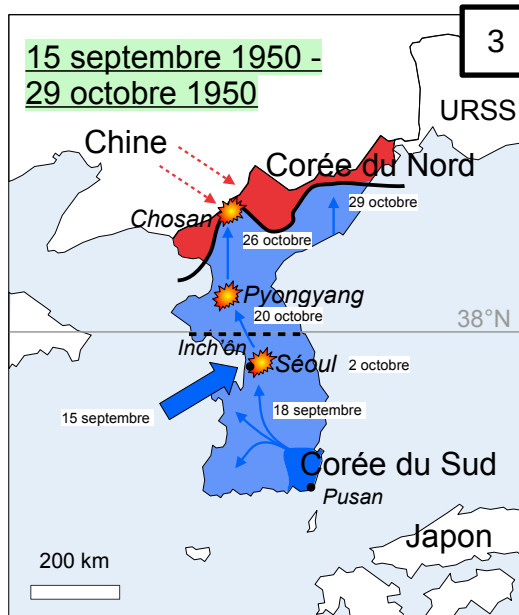 3
15 septembre 1950 -
29 octobre 1950
URSS
Chine
Corée du Nord
Chosan
29 octobre
26 octobre
Pyongyang
20 octobre
38°N
Inch'ôn
Séoul
2 octobre
15 septembre
18 septembre
Corée du Sud
Pusan
Japon
200 km